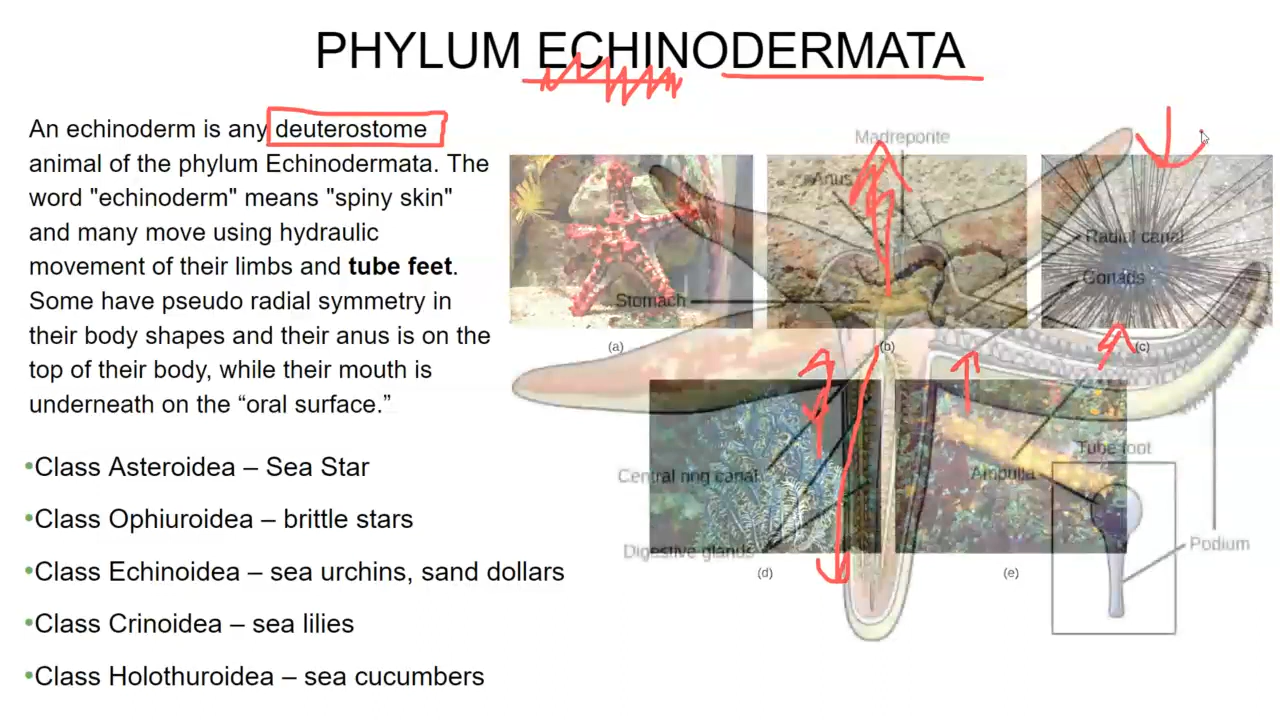 PHYLUM ECHINODERMATA
An echinoderm is any deuterostome
animal of the phylum Echinodermata. The
word "echinoderm" means "spiny skin"
and many move using hydraulic
movement of their limbs and tube feet.
Some have pseudo radial symmetry in
their body shapes and their anus is on the
top of their body, while their mouth is
underneath on the “oral surface.”
•Class Asteroidea – Sea Star
•Class Ophiuroidea – brittle stars
•Class Echinoidea – sea urchins, sand dollars
•Class Crinoidea – sea lilies
•Class Holothuroidea – sea cucumbers
Madreporite
Anus
Radial canal
Gonads
Stomach
(a)
(b)
(c)
Central ring canal
Ampulla
Tube foot
Digestive glands
Podium
(d)
(e)